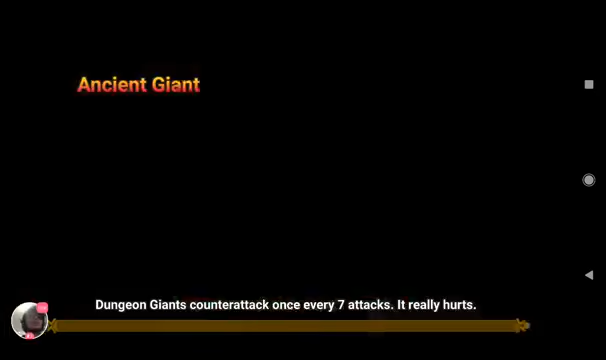 Ancient Giant
Dungeon Giants counterattack once every 7 attacks. It really hurts.